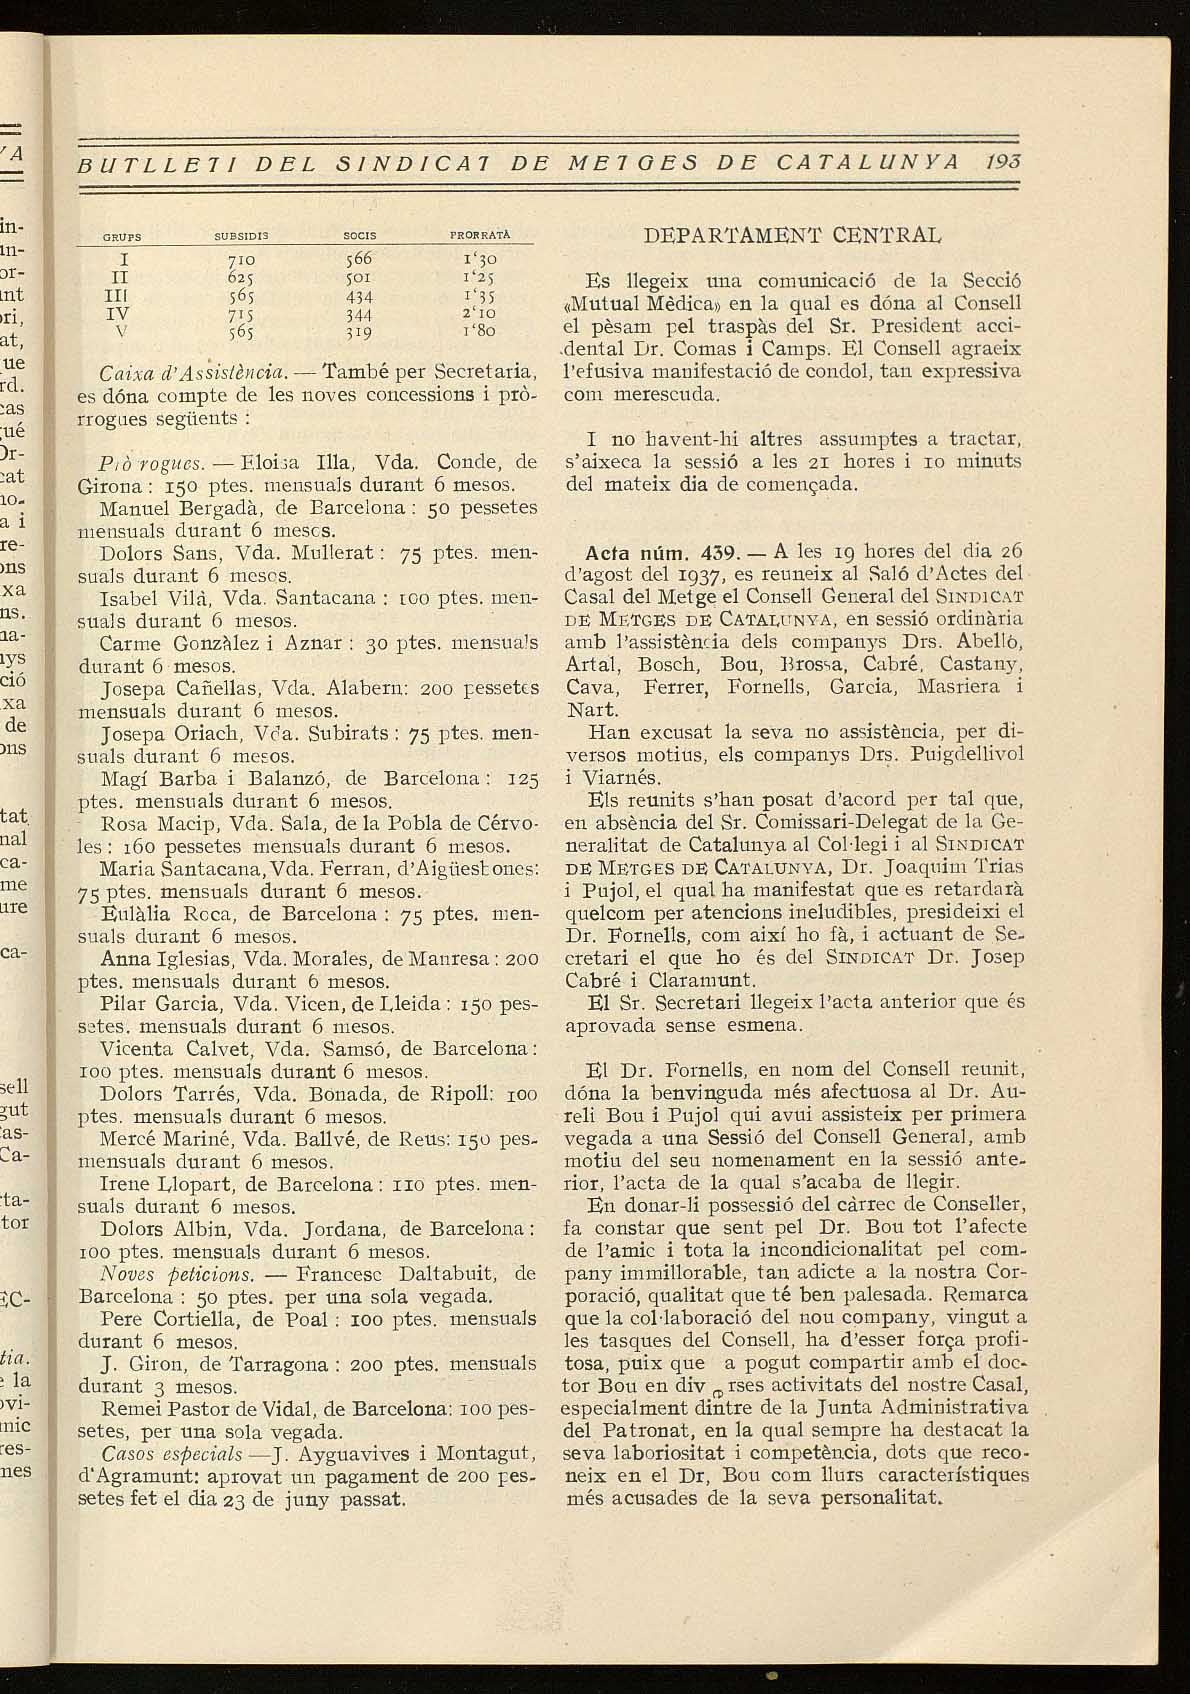 BUTLLETI DEL SINDICAT DE METGES DE CATALUNYA 193
GRUPS SUBSIDIS SOCIS PRORRATA
I 710 566 1‘30
II 625 501 1‘25
III 565 434 1‘35
IV 715 344 2‘10
V 565 319 1‘80
Caixa d’Assistència. — També per Secretaria,
es dóna compte de les noves concessions i prò-
rrogues següents :
Prò rogues. — Eloisa Illa, Vda. Conde, de
Girona : 150 ptes. mensuals durant 6 mesos.
Manuel Bergadà, de Barcelona : 50 pessetes
mensuals durant 6 mesos.
Dolors Sans, Vda. Mullerat : 75 ptes. men-
suals durant 6 mesos.
Isabel Vilà, Vda. Santacana : 100 ptes. men-
suals durant 6 mesos.
Carme Gonzàlez i Aznar : 30 ptes. mensuals
durant 6 mesos.
Josepa Cañellas, Vda. Alabern: 200 pessetes
mensuals durant 6 mesos.
Josepa Oriach, Vda. Subirats : 75 ptes. men-
suals durant 6 mesos.
Magí Barba i Balanzó, de Barcelona : 125
ptes. mensuals durant 6 mesos.
Rosa Macip, Vda. Sala, de la Pobla de Cérvo-
les : 160 pessetes mensuals durant 6 mesos.
Maria Santacana, Vda. Ferran, d’Aigüestones:
75 ptes. mensuals durant 6 mesos.
Eulàlia Roca, de Barcelona : 75 ptes. men-
suals durant 6 mesos.
Anna Iglesias, Vda. Morales, de Manresa : 200
ptes. mensuals durant 6 mesos.
Pilar Garcia, Vda. Vicen, de Lleida : 150 pes-
setes. mensuals durant 6 mesos.
Vicenta Calvet, Vda. Samsó, de Barcelona :
100 ptes. mensuals durant 6 mesos.
Dolors Tarrés, Vda. Bonada, de Ripoll: 100
ptes. mensuals durant 6 mesos.
Mercé Mariné, Vda. Ballvé, de Reus: 150 pes-
mensuals durant 6 mesos.
Irene Llopart, de Barcelona : 110 ptes. men-
suals durant 6 mesos.
Dolors Albin, Vda. Jordana, de Barcelona :
100 ptes. mensuals durant 6 mesos.
Noves peticions. — Francesc Daltabuit, de
Barcelona : 50 ptes. per una sola vegada.
Pere Cortiella, de Poal : 100 ptes. mensuals
durant 6 mesos.
J. Giron, de Tarragona : 200 ptes. mensuals
durant 3 mesos.
Remei Pastor de Vidal, de Barcelona: 100 pes-
setes, per una sola vegada.
Casos especials — J. Ayguavives i Montagut,
d‘Agramunt: aprovat un pagament de 200 pes-
setes fet el dia 23 de juny passat.
DEPARTAMENT CENTRAL
Es llegeix una comunicació de la Secció
«Mutual Mèdica» en la qual es dóna al Consell
el pèsam pel traspàs del Sr. President acci-
dental Dr. Comas i Camps. El Consell agraeix
l’efusiva manifestació de condol, tan expressiva
com merescuda.
I no havent-hi altres assumptes a tractar,
s’aixeca la sessió a les 21 hores i 10 minuts
del mateix dia de començada.
Acta núm. 439. — A les 19 hores del dia 26
d’agost del 1937, es reuneix al Saló d’Actes del
Casal del Metge el Consell General del SINDICAT
DE METGES DE CATALUNYA, en sessió ordinària
amb l’assistència dels companys Drs. Abelló,
Artal, Bosch, Bou, Brossa, Cabré, Castany,
Cava, Ferrer, Fornells, Garcia, Masriera i
Nart.
Han excusat la seva no assistència, per di-
versos motius, els companys Drs. Puigdellivol
i Viarnés.
Els reunits s’han posat d’acord per tal que,
en absència del Sr. Comissari-Delegat de la Ge-
neralitat de Catalunya al Col·legi i al SINDICAT
DE METGES DE CATALUNYA, Dr. Joaquim Trias
i Pujol, el qual ha manifestat que es retardarà
quelcom per atencions ineludibles, presideixi el
Dr. Fornells, com així ho fà, i actuant de Se-
cretari el que ho és del SINDICAT Dr. Josep
Cabré i Claramunt.
El Sr. Secretari llegeix l’acta anterior que és
aprovada sense esmena.
El Dr. Fornells, en nom del Consell reunit,
dóna la benvinguda més afectuosa al Dr. Au-
reli Bou i Pujol qui avui assisteix per primera
vegada a una Sessió del Consell General, amb
motiu del seu nomenament en la sessió ante-
rior, l’acta de la qual s’acaba de llegir.
En donar-li possessió del càrrec de Conseller,
fa constar que sent pel Dr. Bou tot l’afecte
de l’amic i tota la incondicionalitat pel com-
pany immillorable, tan adicte a la nostra Cor-
poració, qualitat que té ben palesada. Remarca
que la col·laboració del nou company, vingut a
les tasques del Consell, ha d’esser força profi-
tosa, puix que a pogut compartir amb el doc-
tor Bou en div rses activitats del nostre Casal,
especialment dintre de la Junta Administrativa
del Patronat, en la qual sempre ha destacat la
seva laboriositat i competència, dots que reco-
neix en el Dr, Bou com llurs característiques
més acusades de la seva personalitat.